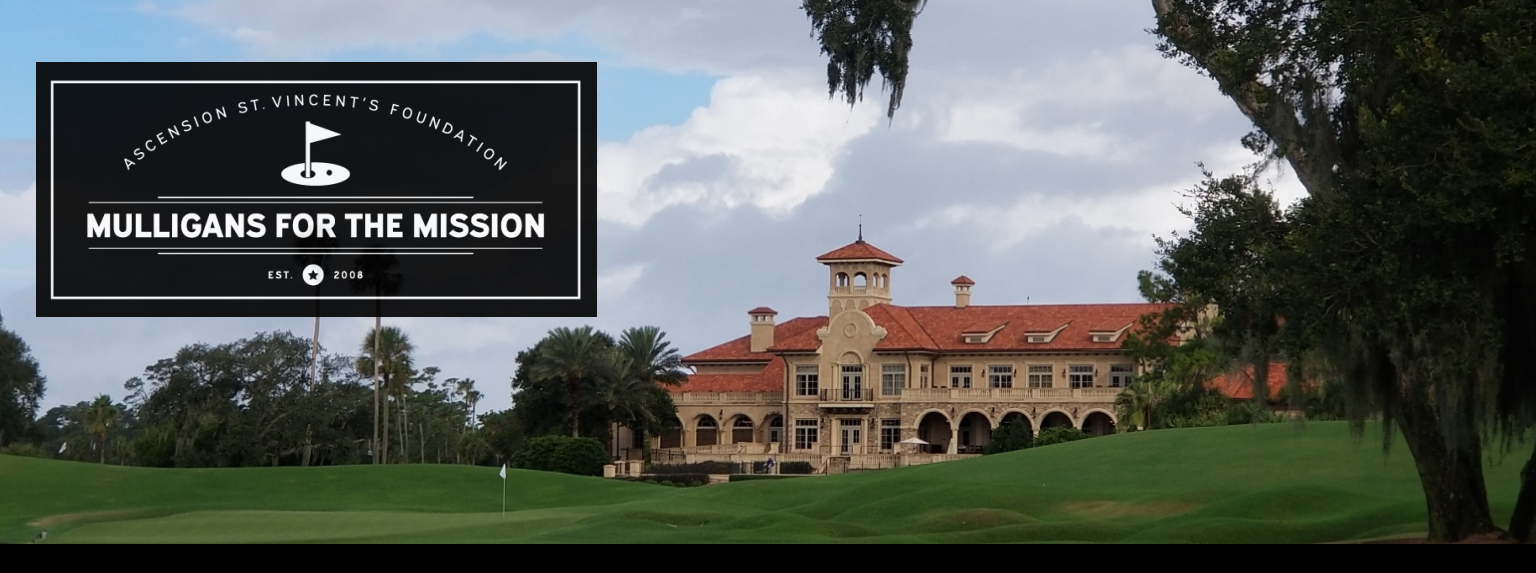 ASCENSION ST. VINCENT'S FOUNDATION
MULLIGANS FOR THE MISSION
EST. 2008